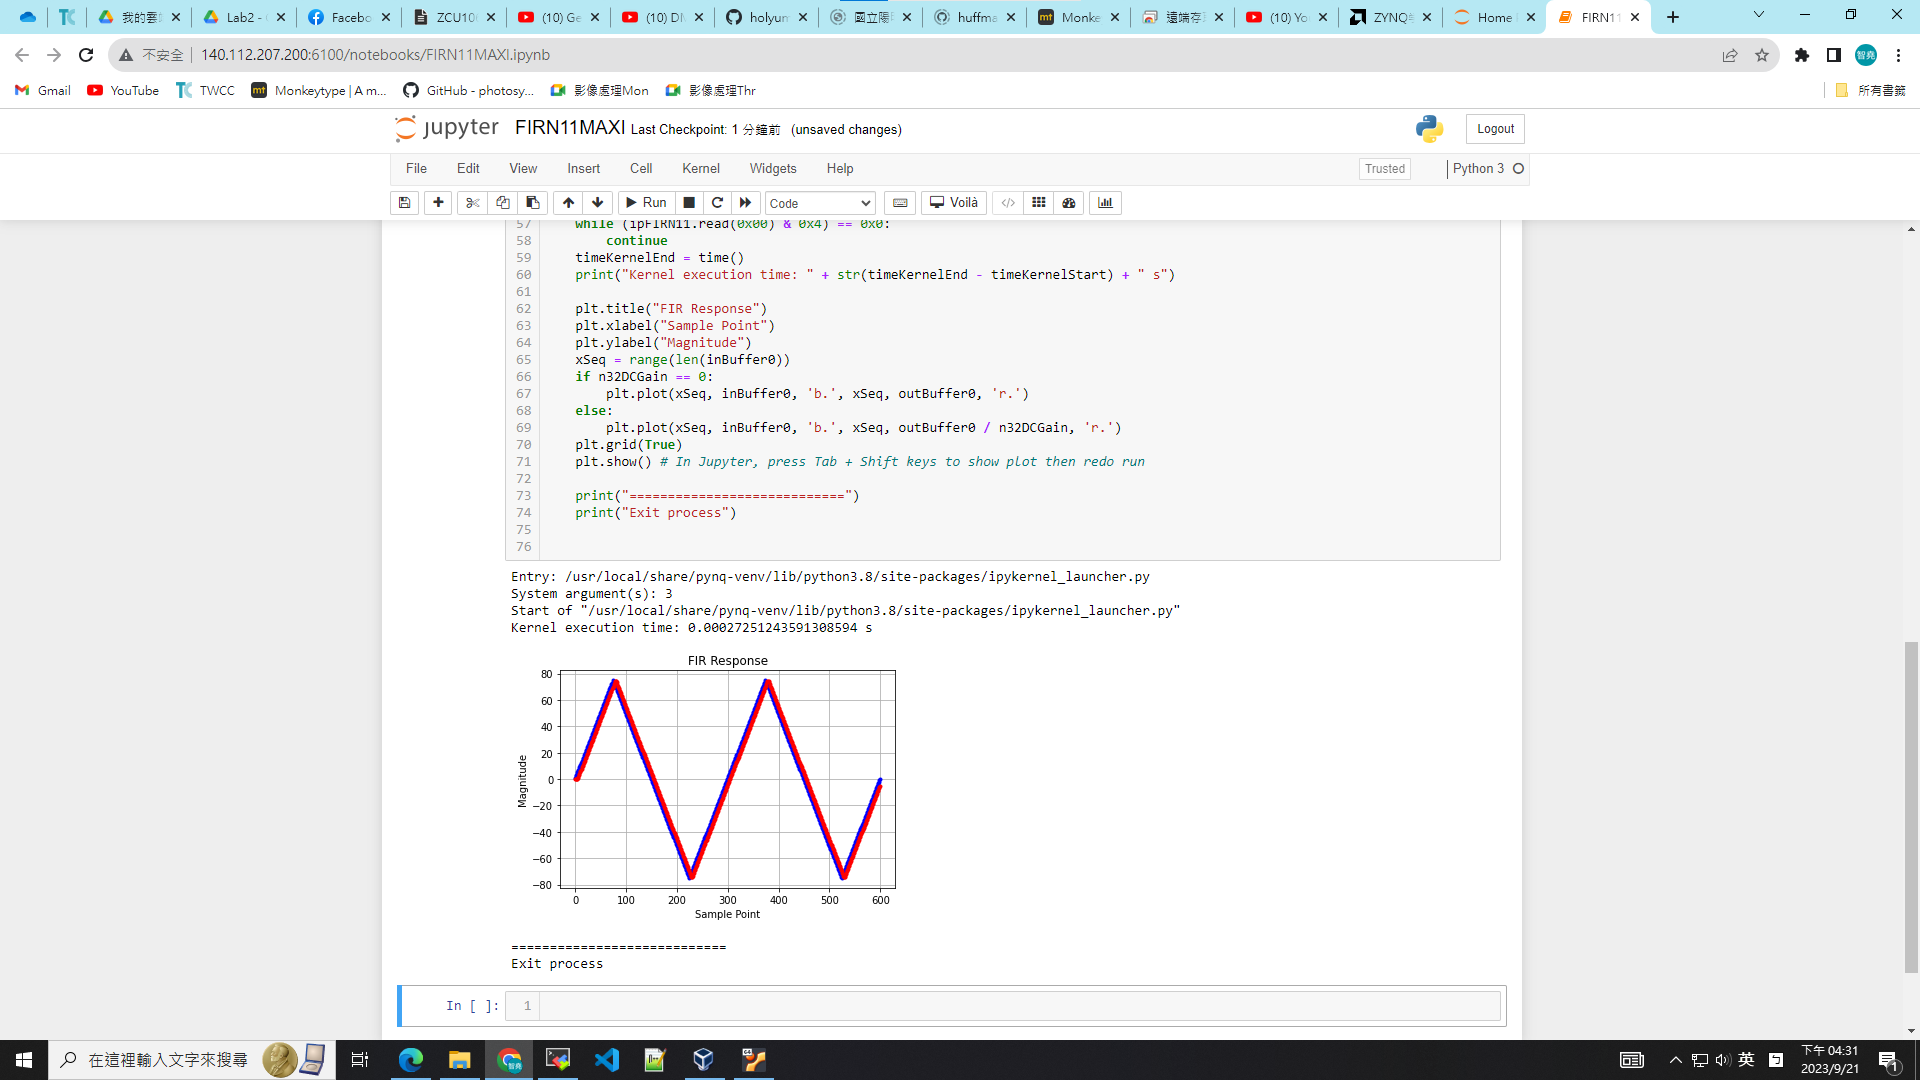 我的雲
Lab2 -
Facebo
ZCU10
(10) Ge
(10) DI
holyum
國立陽
huffma
Monke
遠端存
(10) Yo
ZYNQ
Home
FIRN11
不安全
140.112.207.200:6100/notebooks/FIRN11MAXI.ipynb
智堯
Gmail
YouTube
TWCC
Monkeytype | A m...
GitHub - photosy...
影像處理Mon
影像處理Thr
所有書籤
jupyter FIRN11MAXI Last Checkpoint: 1 分鐘前 (unsaved changes)
Logout
File Edit View Insert Cell Kernel Widgets Help
Trusted
Python 3
Run
Code
Voilà
57 while (ipFIRN11.read(0x00) & 0x4) == 0x0:
58 continue
59 timeKernelEnd = time()
60 print("Kernel execution time: " + str(timeKernelEnd - timeKernelStart) + " s")
61
62 plt.title("FIR Response")
63 plt.xlabel("Sample Point")
64 plt.ylabel("Magnitude")
65 xSeq = range(len(inBuffer0))
66 if n32DCGain == 0:
67 plt.plot(xSeq, inBuffer0, 'b.', xSeq, outBuffer0, 'r.')
68 else:
69 plt.plot(xSeq, inBuffer0, 'b.', xSeq, outBuffer0 / n32DCGain, 'r.')
70 plt.grid(True)
71 plt.show() # In Jupyter, press Tab + Shift keys to show plot then redo run
72
73 print("============================")
74 print("Exit process")
75
76
Entry: /usr/local/share/pynq-venv/lib/python3.8/site-packages/ipykernel_launcher.py
System argument(s): 3
Start of "/usr/local/share/pynq-venv/lib/python3.8/site-packages/ipykernel_launcher.py"
Kernel execution time: 0.00027251243591308594 s
FIR Response
80
60
40
20
0
−20
−40
−60
−80
Magnitude
0 100 200 300 400 500 600
Sample Point
============================
Exit process
In [ ]: 1
在這裡輸入文字來搜尋
英
下午 04:31
2023/9/21
1